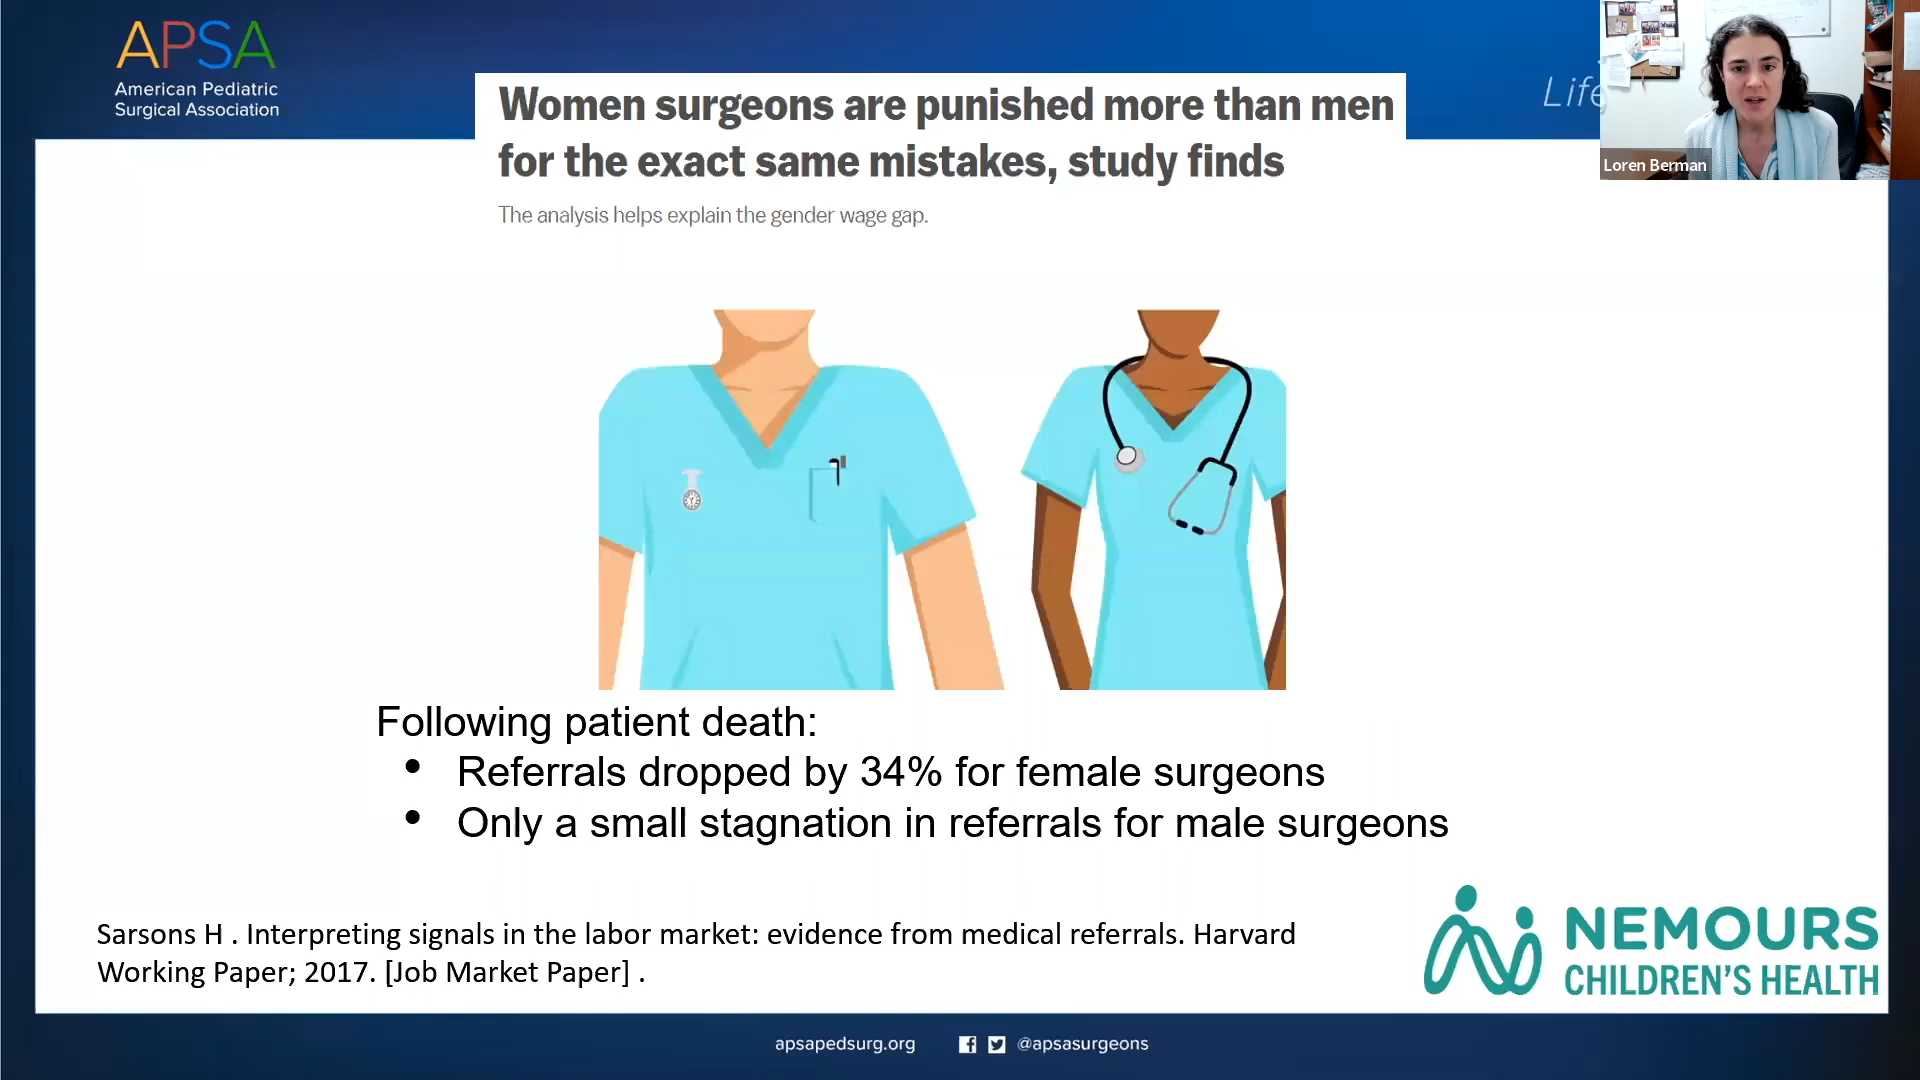 APSA
American Pediatric
Surgical Association
Women surgeons are punished more than men
for the exact same mistakes, study finds
The analysis helps explain the gender wage gap.
Life
Loren Berman
Following patient death:
• Referrals dropped by 34% for female surgeons
• Only a small stagnation in referrals for male surgeons
Sarsons H . Interpreting signals in the labor market: evidence from medical referrals. Harvard
Working Paper; 2017. [Job Market Paper] .
NEMOURS
CHILDREN'S HEALTH
apsapedsurg.org @apsasurgeons